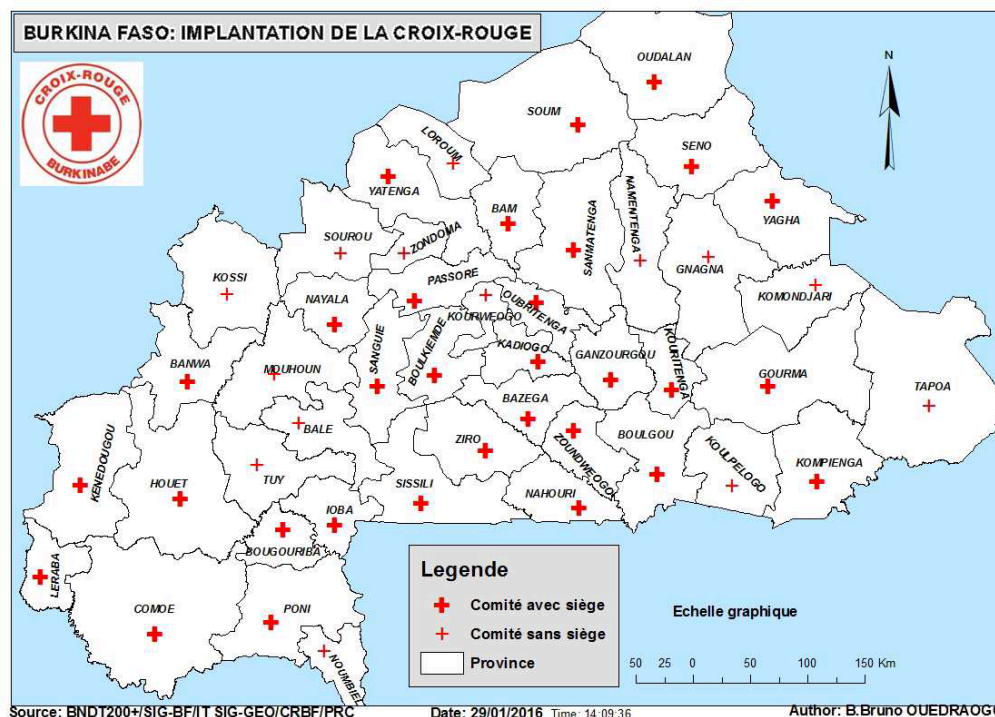 BURKINA FASO: IMPLANTATION DE LA CROIX-ROUGE
CROIX-ROUGE
BURKINABE
N
OUDALAN
SOUM
LOROUM
SENO
YATENGA
NAMENTENGA
BAM
YAGHA
SANMATENGA
SOUROU
ZONDOMA
GNAGNA
KOSSI
PASSORE
KOMONDJARI
NAYALA
OUBRITENGA
KOURWEOGO
SANGUIE
BOULKIEMDE
KADIOGO
GANZOURGOU
KOURITENGA
BANWA
MOUHOUN
GOURMA
TAPOA
BAZEGA
BALE
ZIRO
ZOUNDWEOGO
BOULGOU
KOULPELOGO
KOMPIENGA
KENEDOUGOU
HOUET
TUY
SISSILI
NAHOURI
IOBA
BOUGOURIBA
LERABA
COMOE
PONI
NOUMBIEL
Legende
Comité avec siège
Comité sans siège
Province
Echelle graphique
50 25 0 50 100 150 Km
Source: BNDT200+/SIG-BF/IT SIG-GEO/CRBF/PRC Date: 29/01/2016 Time: 14:09:36 Author: B.Bruno OUEDRAOGO